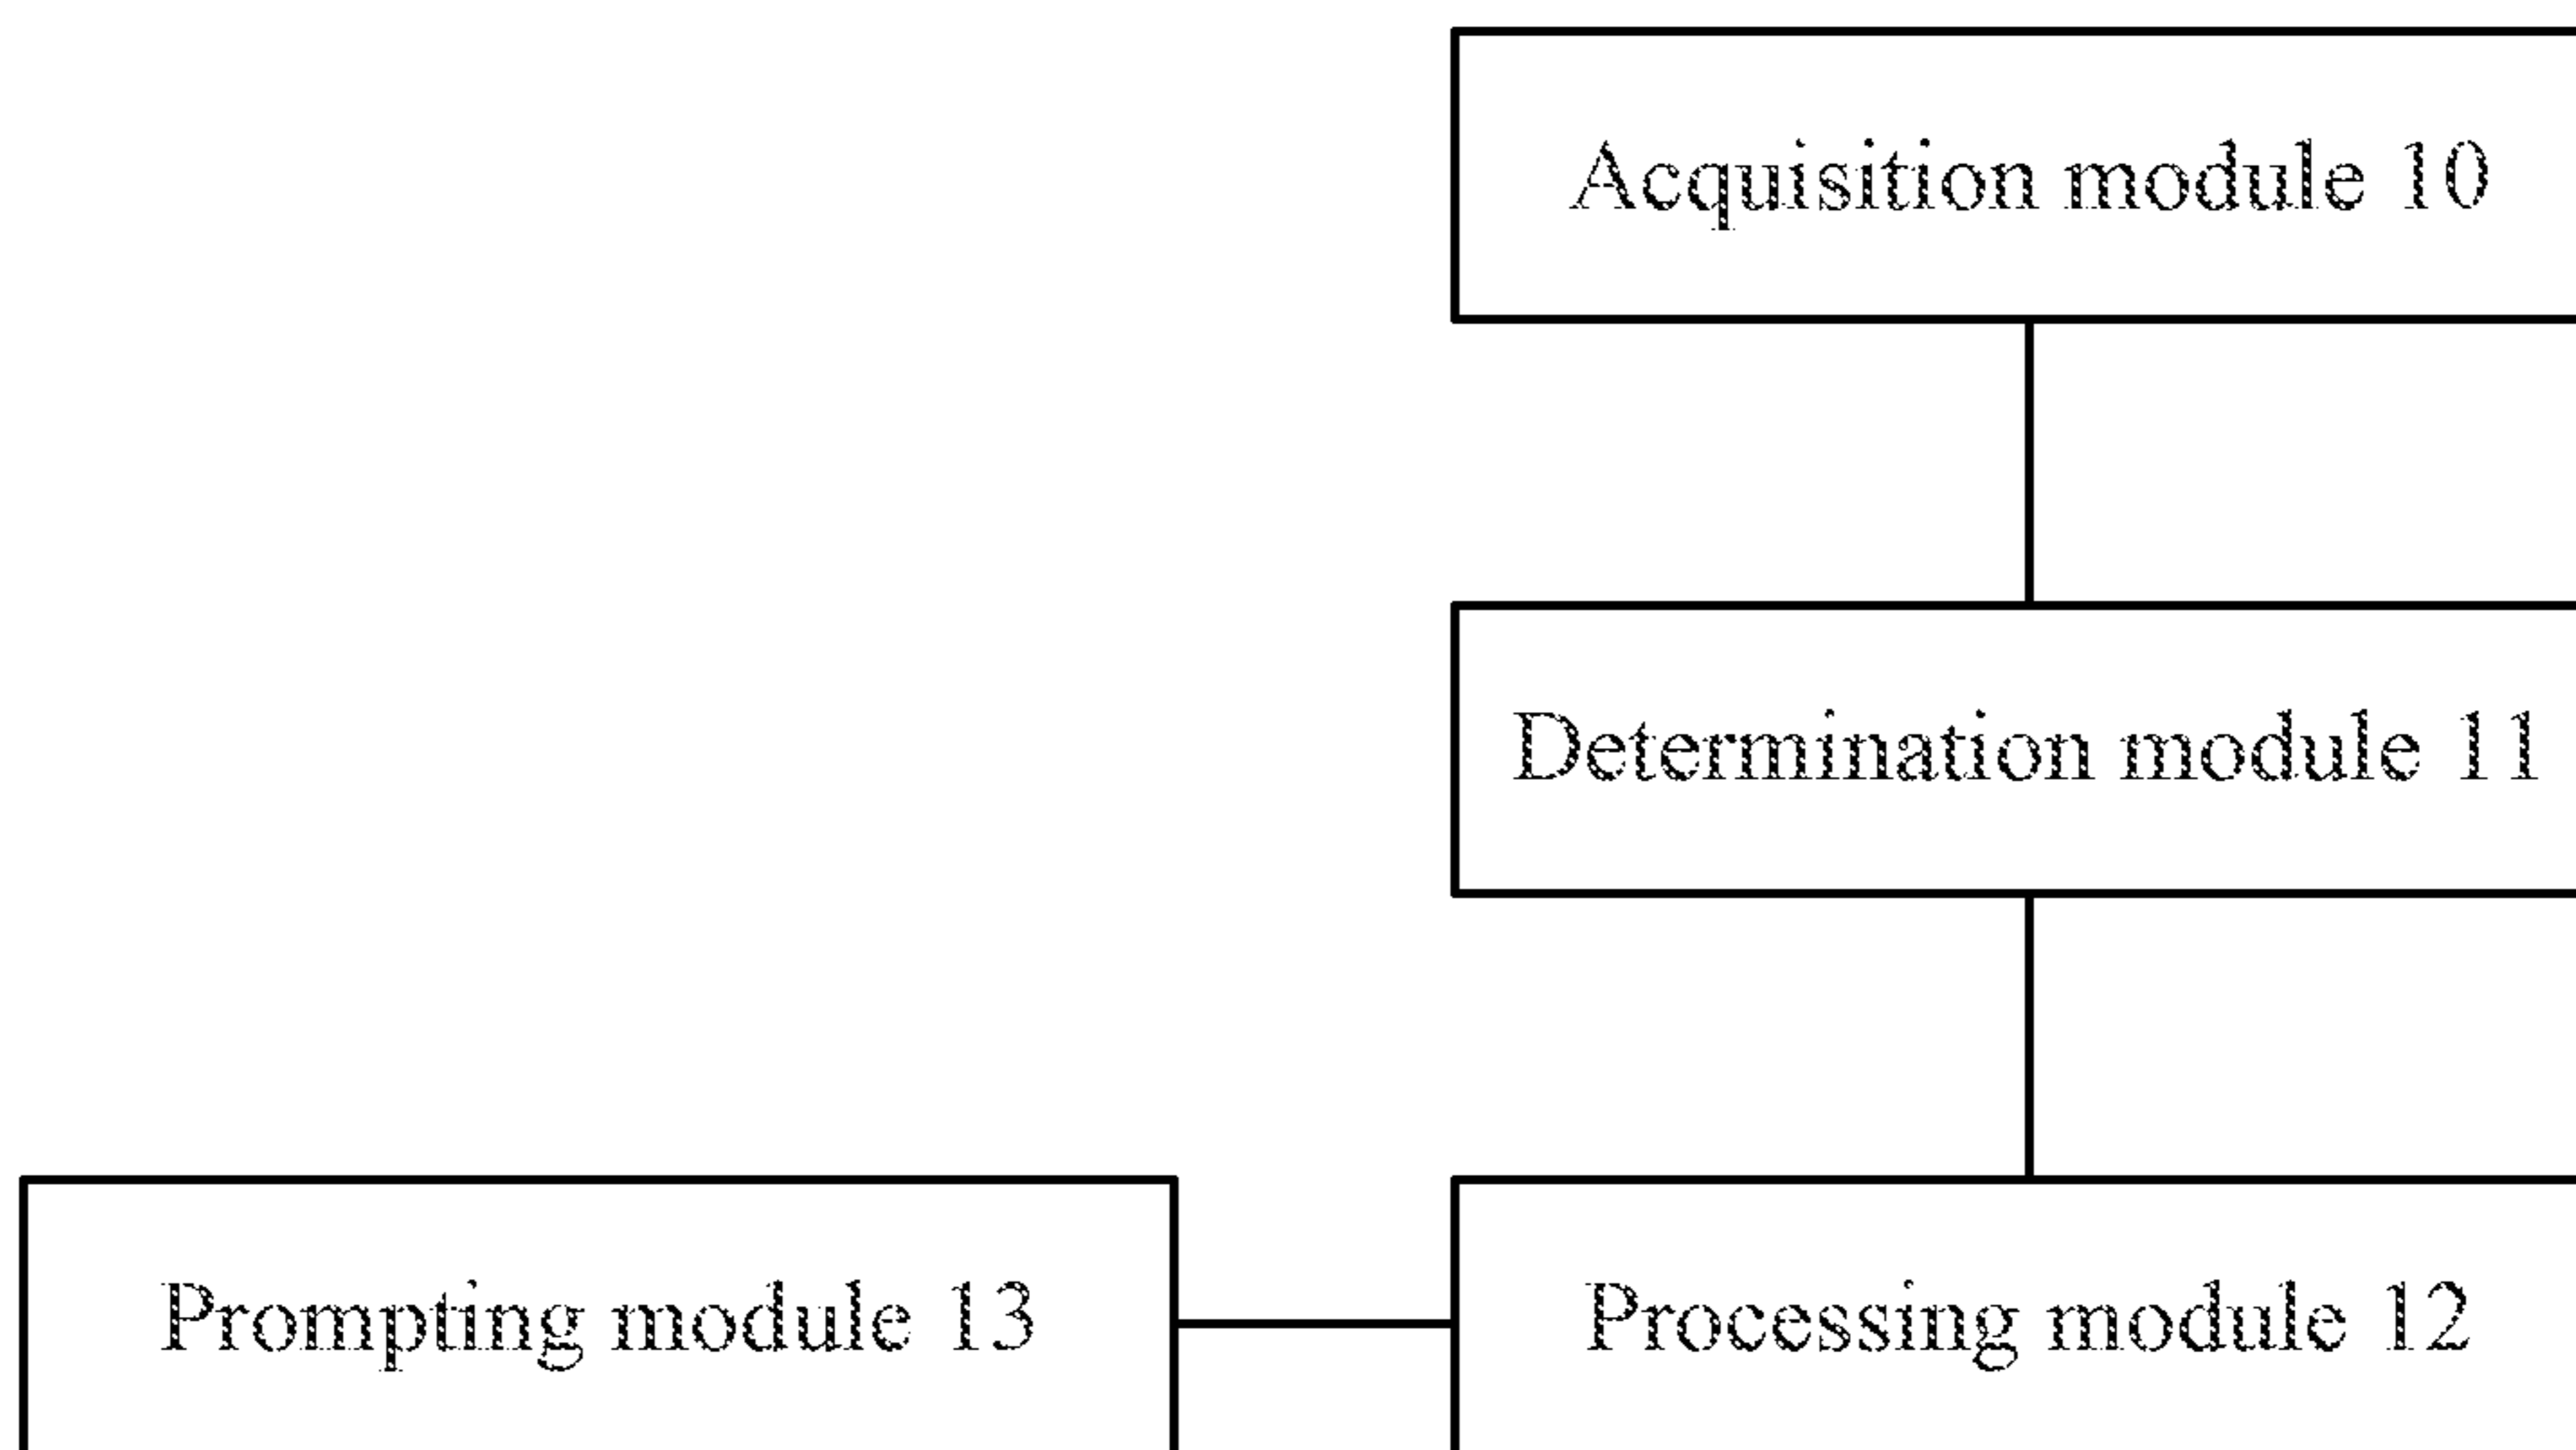 Acquisition module 10
Determination module 11
Prompting module 13
Processing module 12